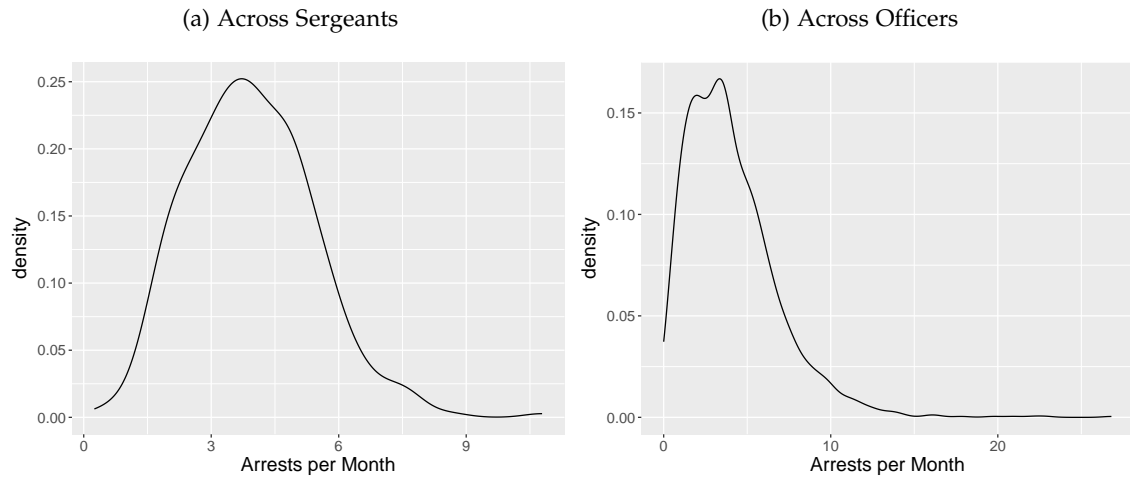 (a) Across Sergeants
0.25
0.20
0.15
0.10
0.05
0.00
density
0 3 6 9
Arrests per Month
(b) Across Officers
0.15
0.10
0.05
0.00
density
0 10 20
Arrests per Month